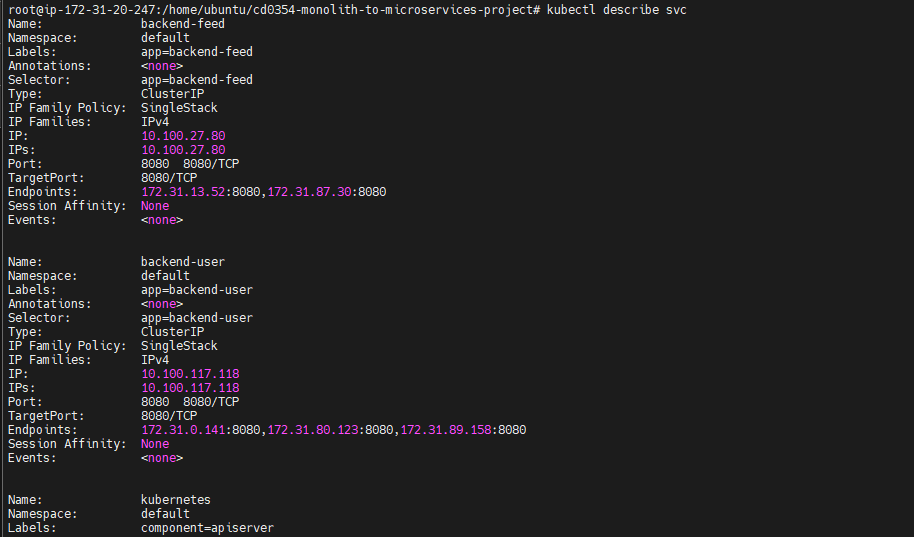 root@ip-172-31-20-247:/home/ubuntu/cd0354-monolith-to-microservices-project# kubectl describe svc
Name:              backend-feed
Namespace:         default
Labels:            app=backend-feed
Annotations:       <none>
Selector:          app=backend-feed
Type:              ClusterIP
IP Family Policy:  SingleStack
IP Families:       IPv4
IP:                10.100.27.80
IPs:               10.100.27.80
Port:              8080  8080/TCP
TargetPort:        8080/TCP
Endpoints:         172.31.13.52:8080,172.31.87.30:8080
Session Affinity:  None
Events:            <none>
Name:              backend-user
Namespace:         default
Labels:            app=backend-user
Annotations:       <none>
Selector:          app=backend-user
Type:              ClusterIP
IP Family Policy:  SingleStack
IP Families:       IPv4
IP:                10.100.117.118
IPs:               10.100.117.118
Port:              8080  8080/TCP
TargetPort:        8080/TCP
Endpoints:         172.31.0.141:8080,172.31.80.123:8080,172.31.89.158:8080
Session Affinity:  None
Events:            <none>
Name:              kubernetes
Namespace:         default
Labels:            component=apiserver